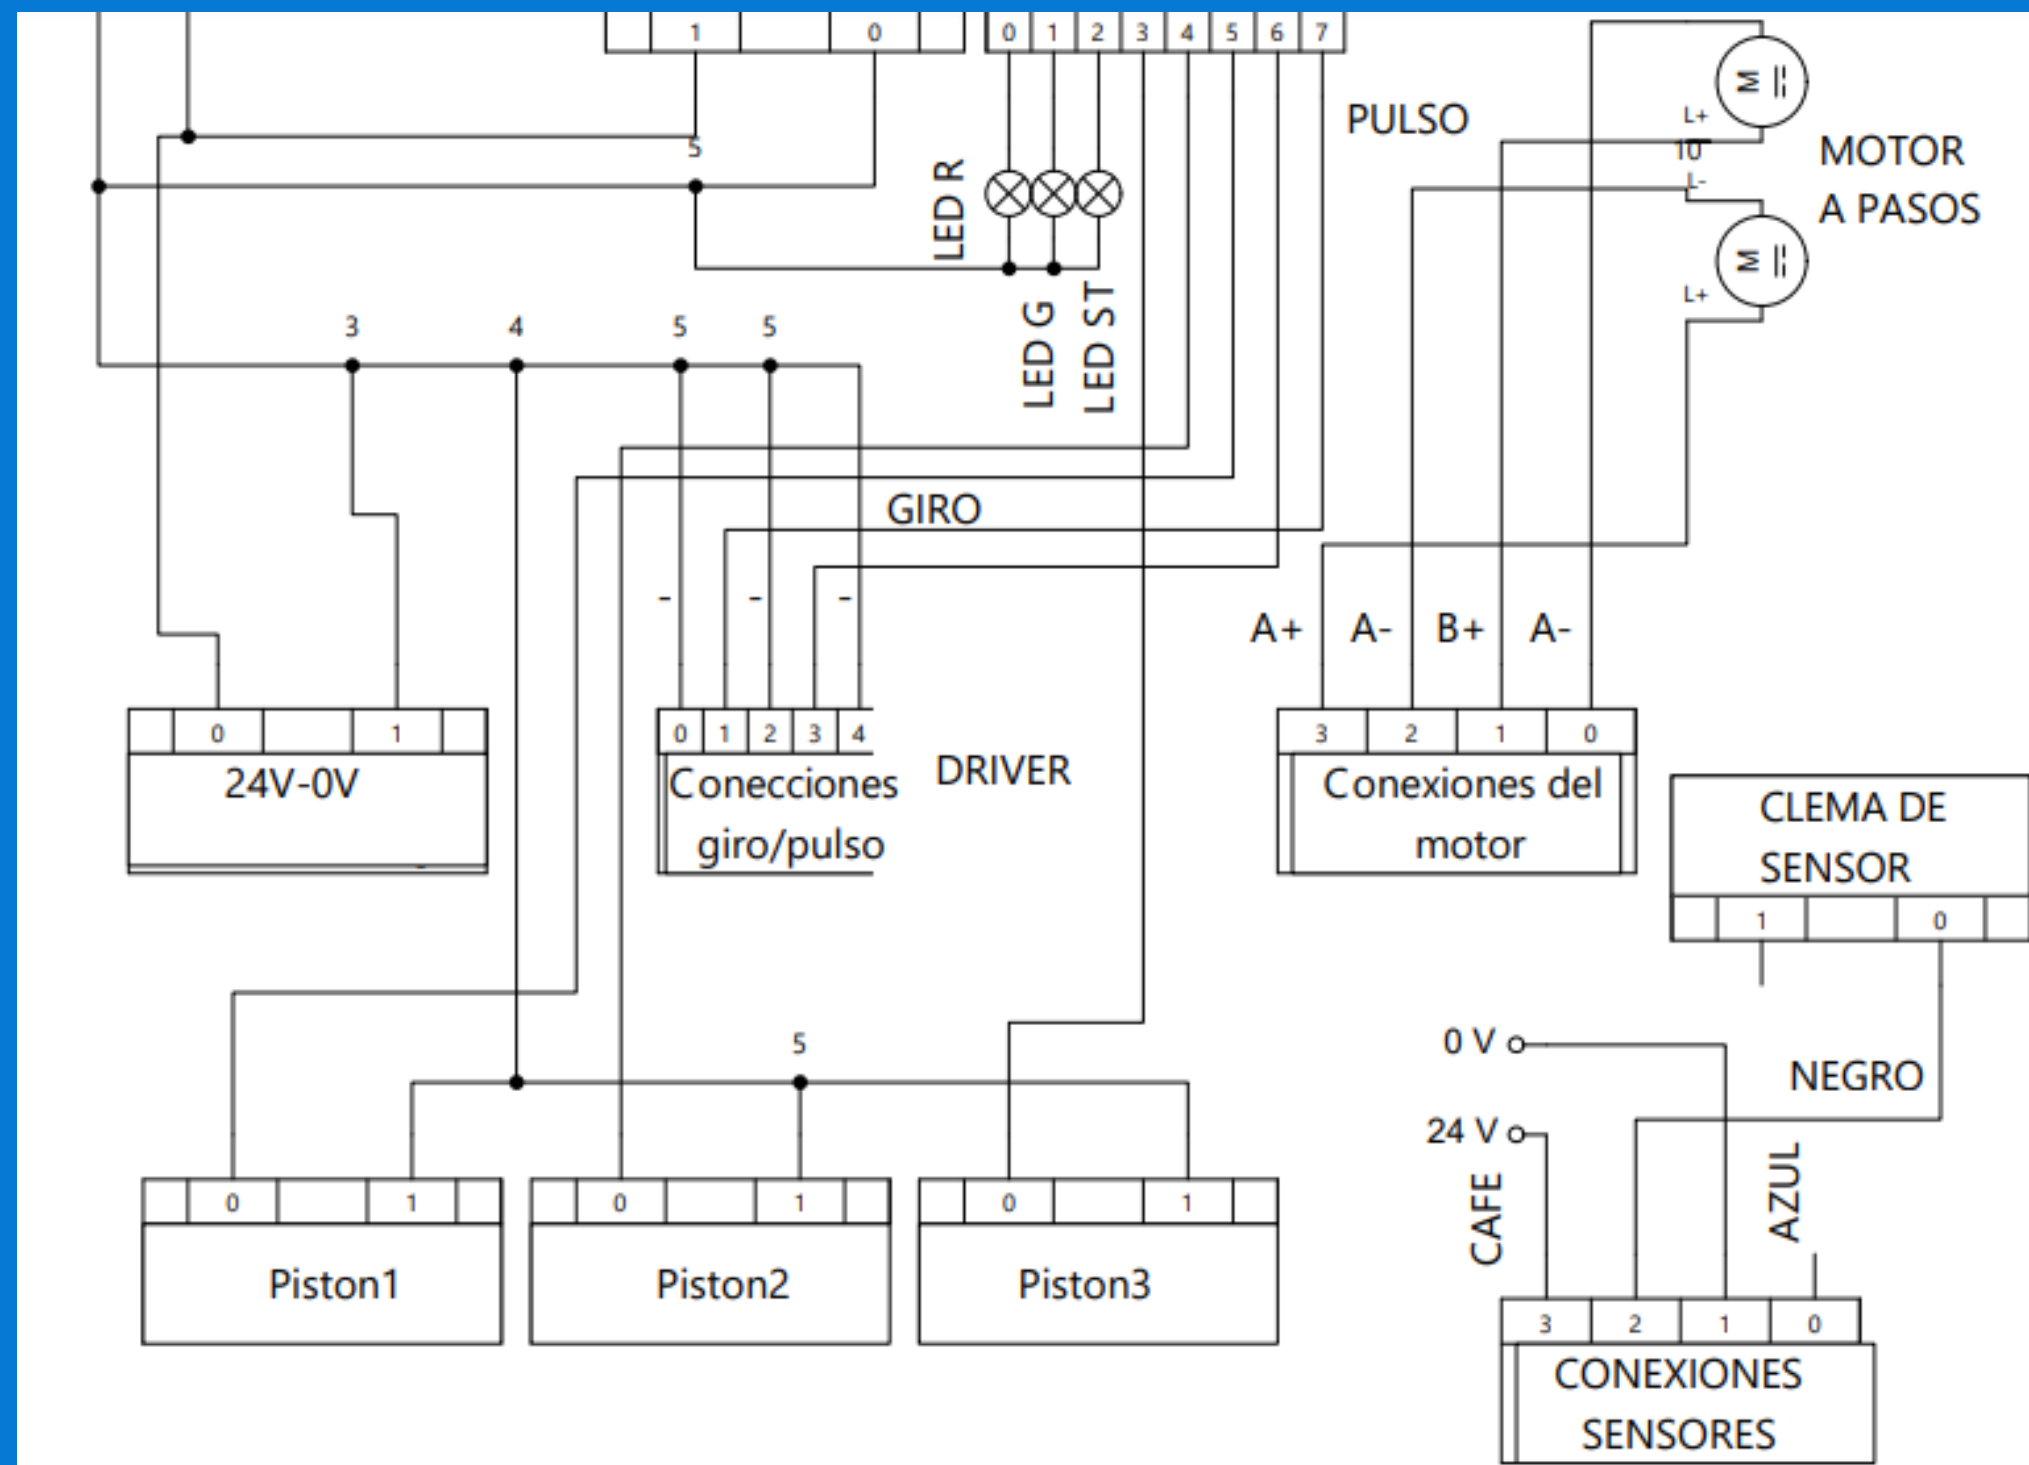 1 0 0 1 2 3 4 5 6 7
PULSO
L+
5
10
MOTOR
L-
A PASOS
LED R
M
M
L+
3 4 5 5
LED G
LED ST
GIRO
- - -
A+ A- B+ A-
0 1
24V-0V
0 1 2 3 4
Conecciones
giro/pulso
DRIVER
3 2 1 0
Conexiones del
motor
CLEMA DE
SENSOR
1 0
5
0 V
NEGRO
24 V
CAFE
AZUL
0 1
Piston1
0 1
Piston2
0 1
Piston3
3 2 1 0
CONEXIONES
SENSORES